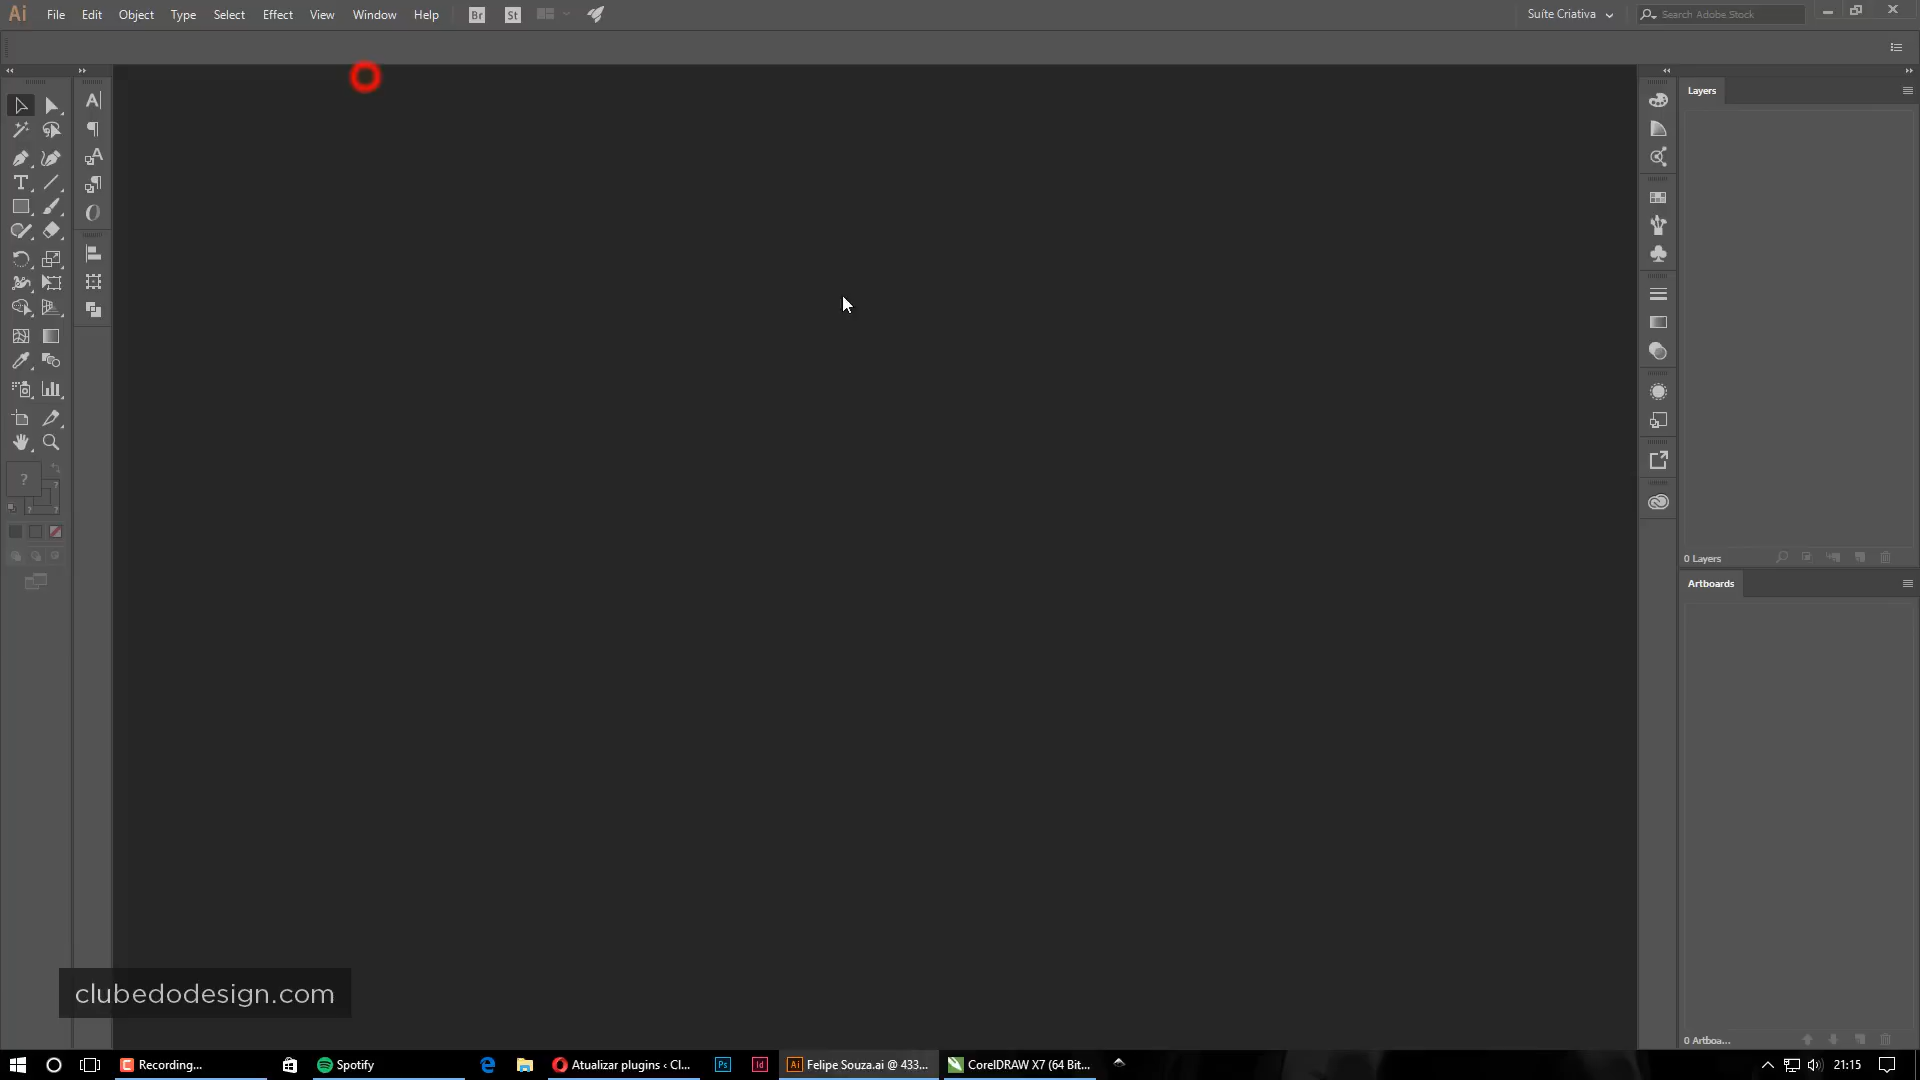 Ai File Edit Object Type Select Effect View Window Help Br St Suíte Criativa Search Adobe Stock
Layers
0 Layers
Artboards
0 Artboa...
clubedodesign.com
Recording... Spotify Atualizar plugins ‹ Cl... Ps Id Ai Felipe Souza.ai @ 433... CorelDRAW X7 (64 Bit... 21:15